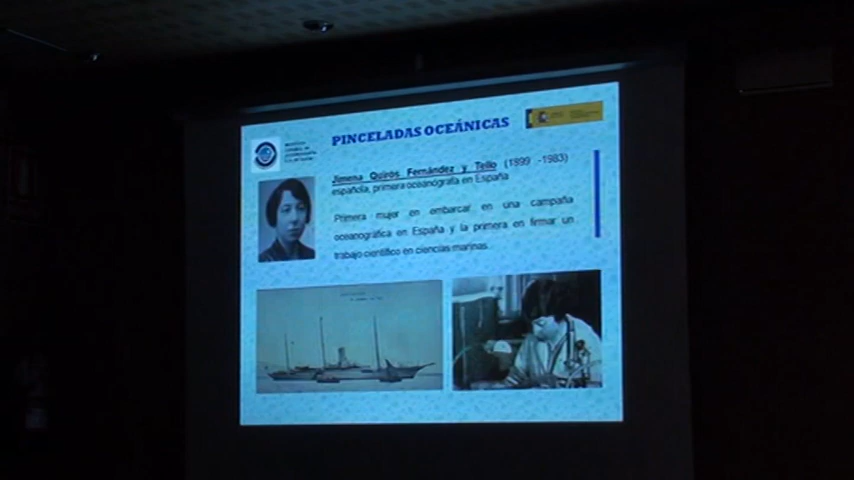 PINCELADAS OCEÁNICAS
Jimena Quirós Fernández y Tello (1899 -1983)
española, primera oceanógrafa en España
Primera mujer en embarcar en una campaña
oceanográfica en España y la primera en firmar un
trabajo científico en ciencias marinas.